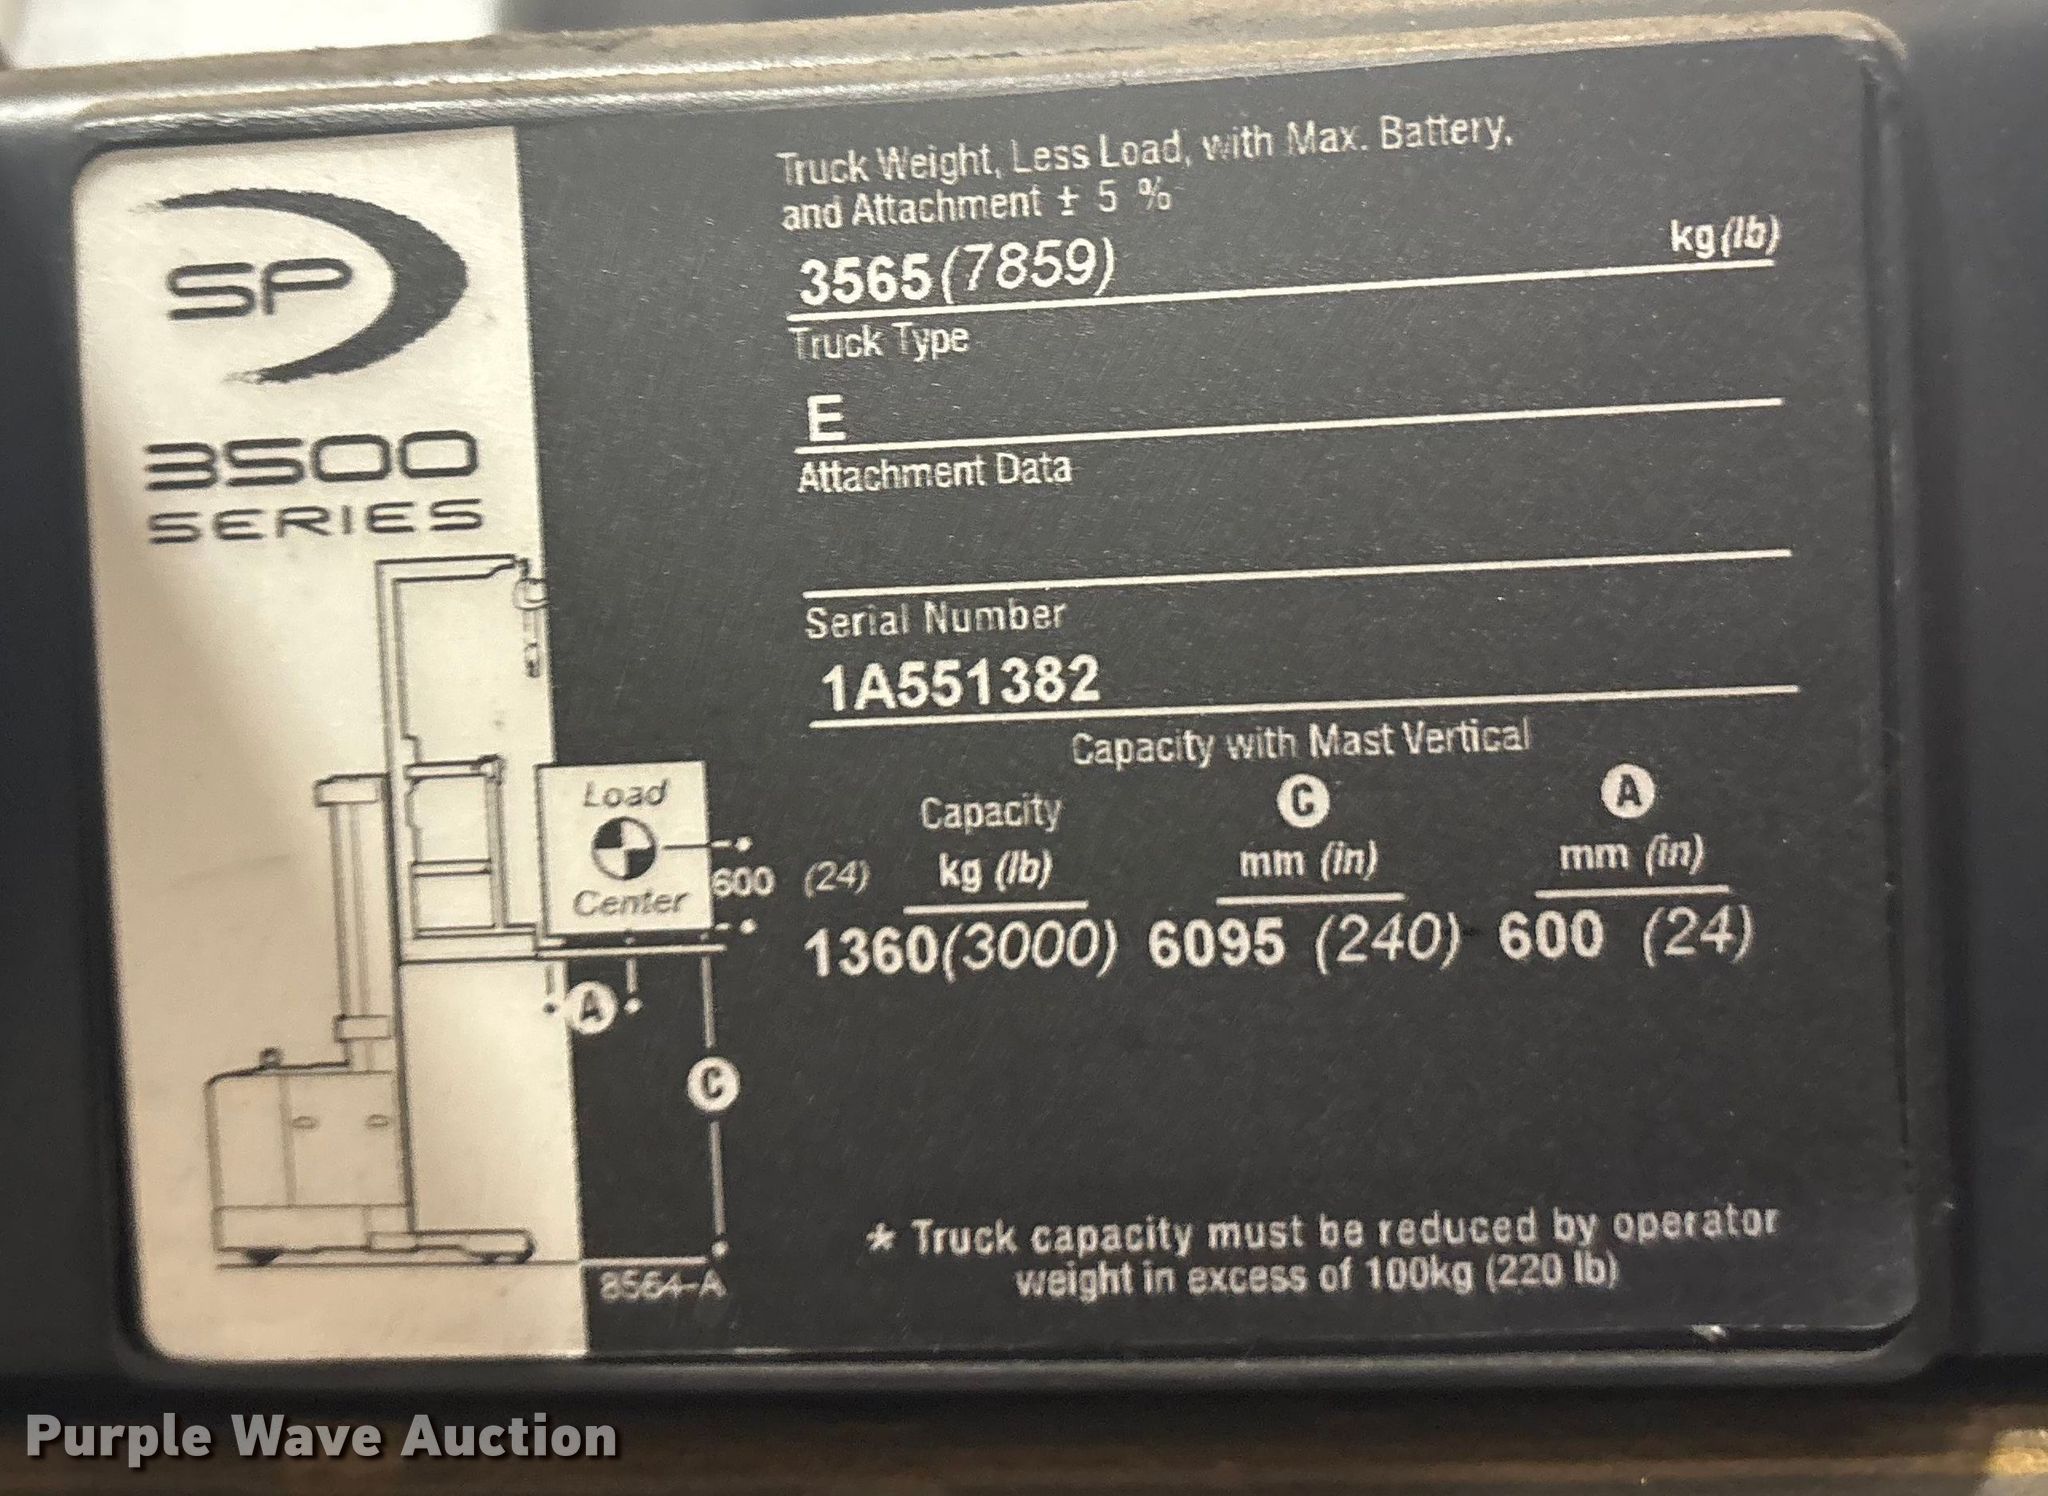 SP
3500
SERIES
Truck Weight, Less Load, with Max. Battery,
and Attachment ± 5 %
3565 (7859) kg (lb)
Truck Type
E
Attachment Data
Serial Number
1A551382
Capacity with Mast Vertical
Capacity C A
kg (lb) mm (in) mm (in)
1360 (3000) 6095 (240) 600 (24)
Load
Center
600 (24)
A
C
8564-A
* Truck capacity must be reduced by operator
weight in excess of 100kg (220 lb)
Purple Wave Auction